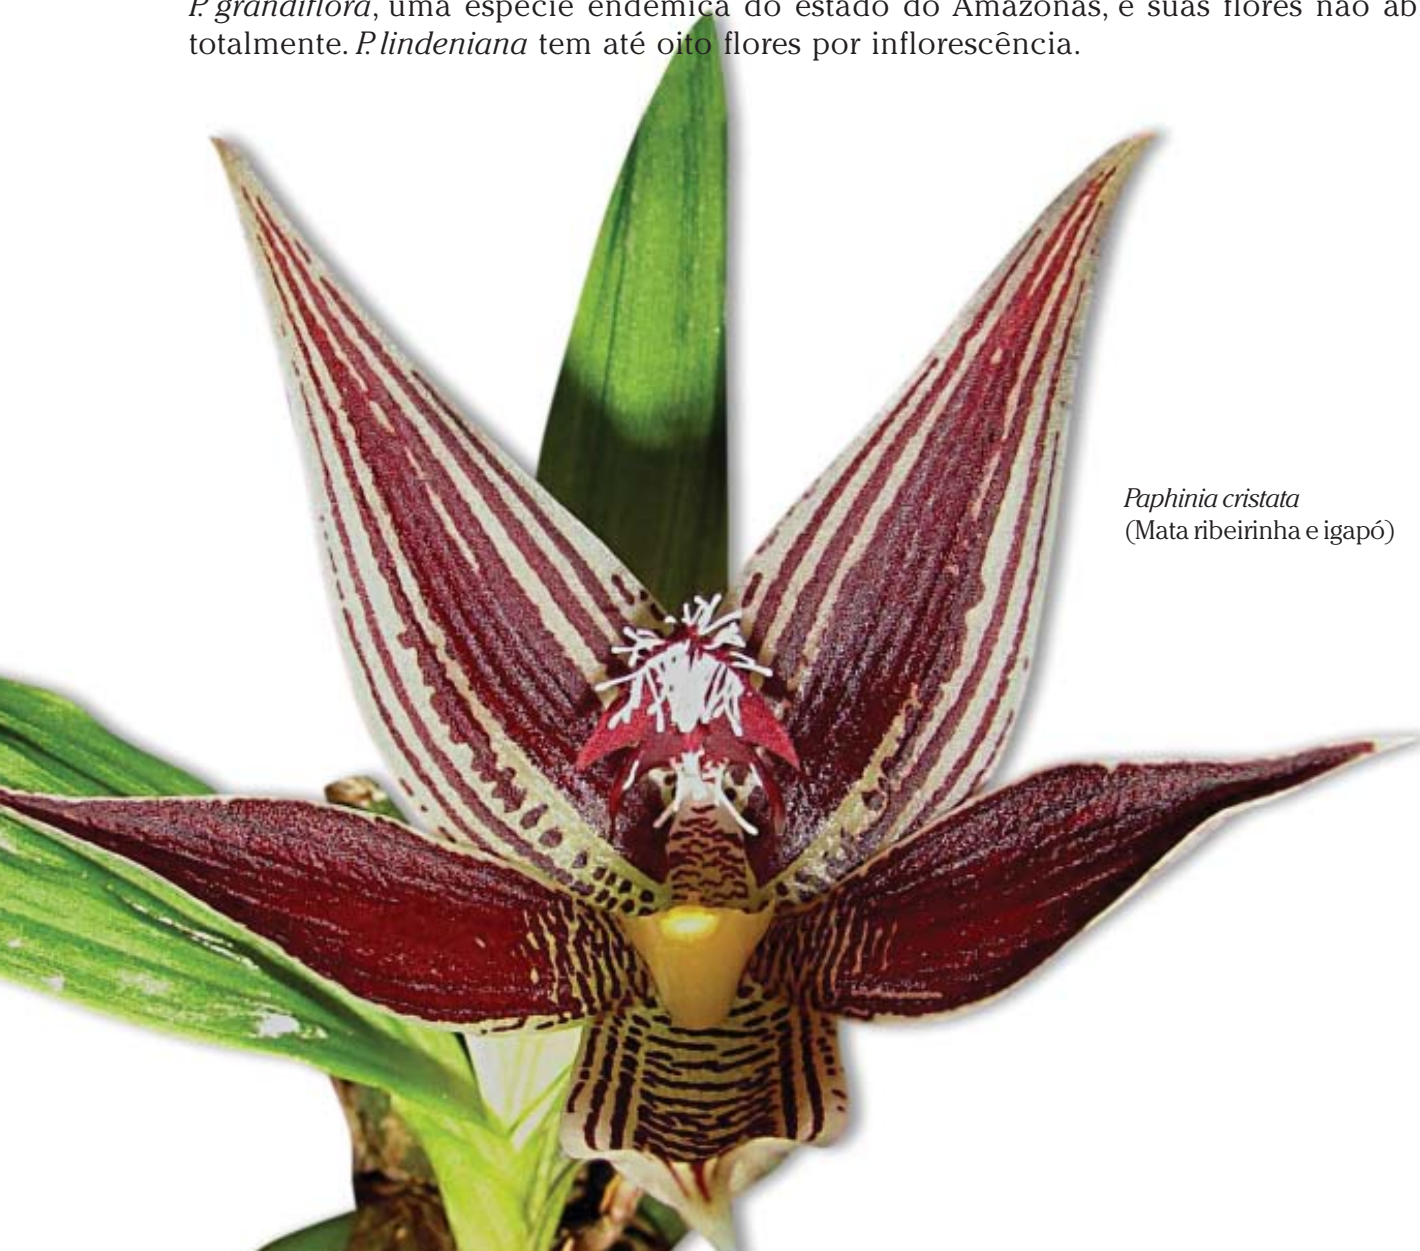 P. grandiflora, uma espécie endêmica do estado do Amazonas, e suas flores não ab
totalmente. P. lindeniana tem até oito flores por inflorescência.
Paphinia cristata
(Mata ribeirinha e igapó)